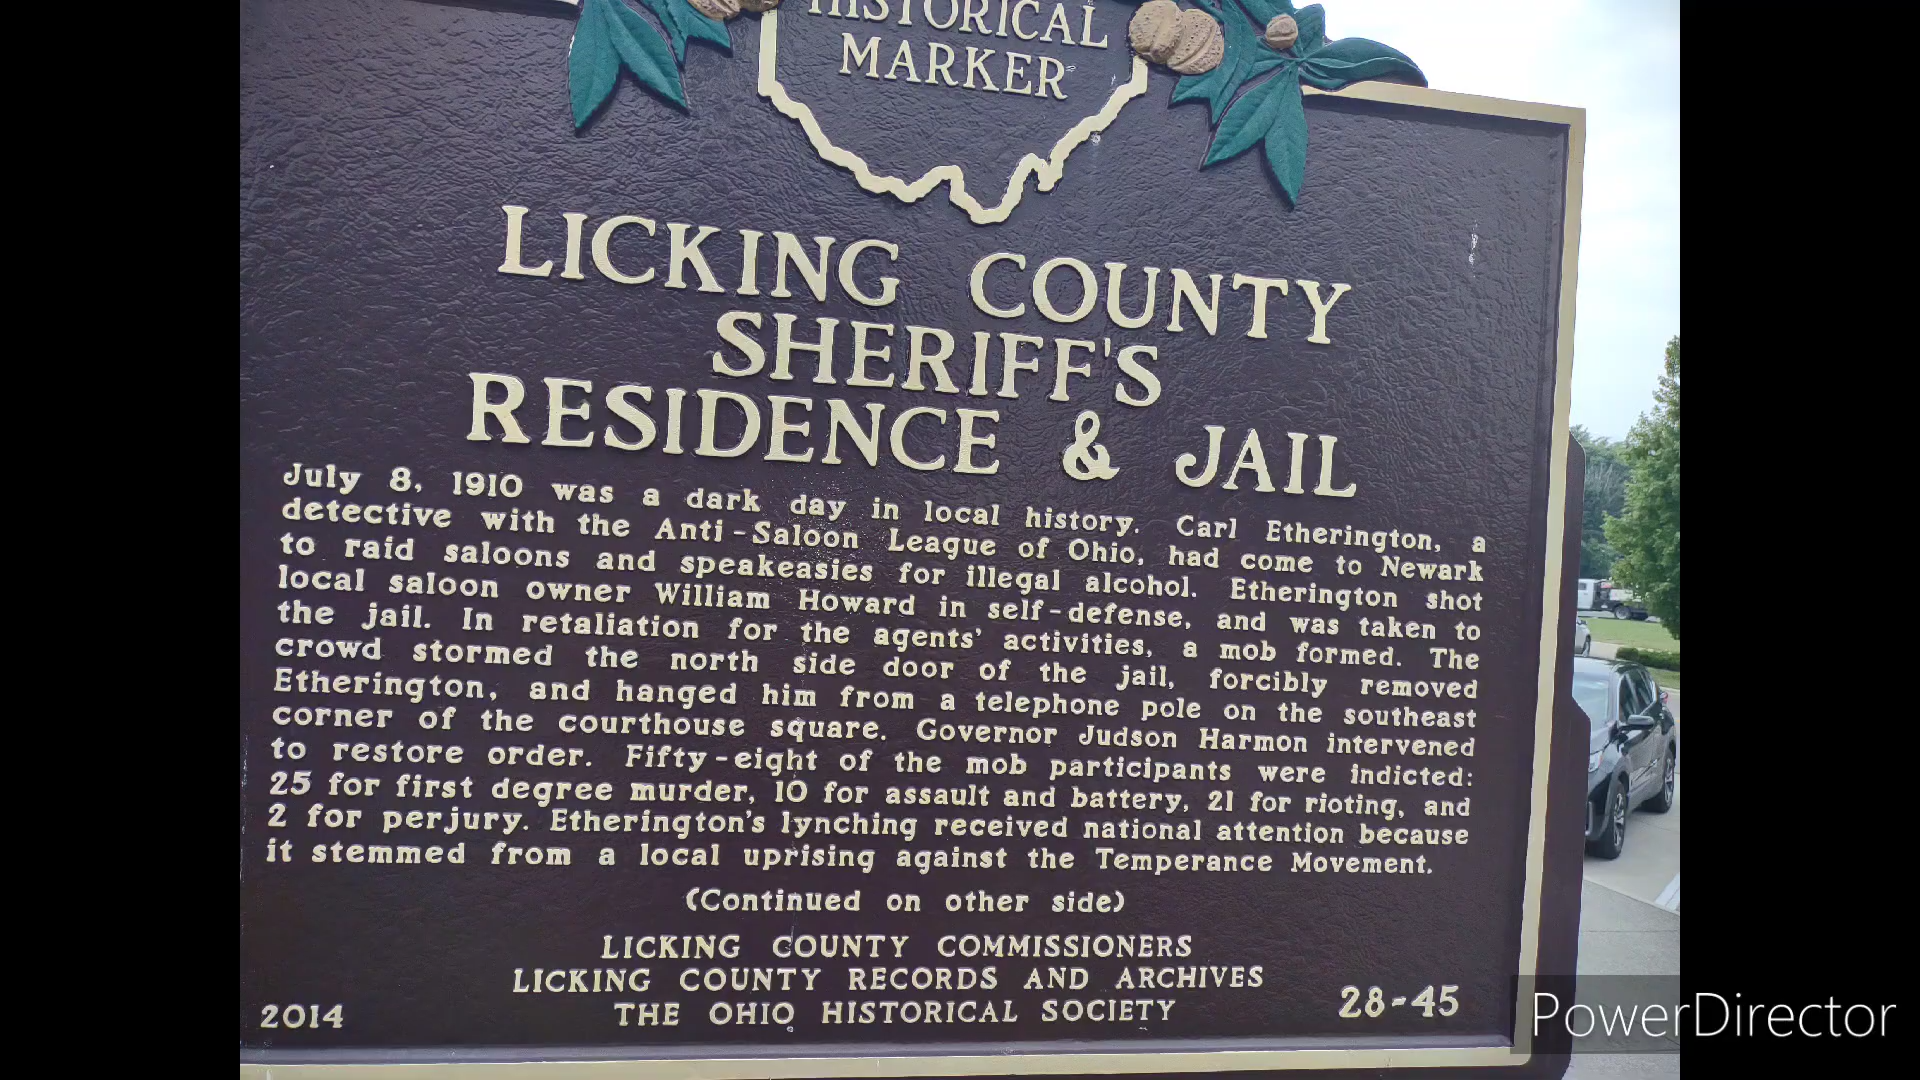 HISTORICAL
MARKER
LICKING COUNTY
SHERIFF'S
RESIDENCE & JAIL
July 8, 1910 was a dark day in local history. Carl Etherington, a
detective with the Anti-Saloon League of Ohio, had come to Newark
to raid saloons and speakeasies for illegal alcohol. Etherington shot
local saloon owner William Howard in self-defense, and was taken to
the jail. In retaliation for the agents' activities, a mob formed. The
crowd stormed the north side door of the jail, forcibly removed
Etherington, and hanged him from a telephone pole on the southeast
corner of the courthouse square. Governor Judson Harmon intervened
to restore order. Fifty-eight of the mob participants were indicted:
25 for first degree murder, 10 for assault and battery, 21 for rioting, and
2 for perjury. Etherington's lynching received national attention because
it stemmed from a local uprising against the Temperance Movement.
(Continued on other side)
LICKING COUNTY COMMISSIONERS
LICKING COUNTY RECORDS AND ARCHIVES
THE OHIO HISTORICAL SOCIETY
2014
28-45
PowerDirector